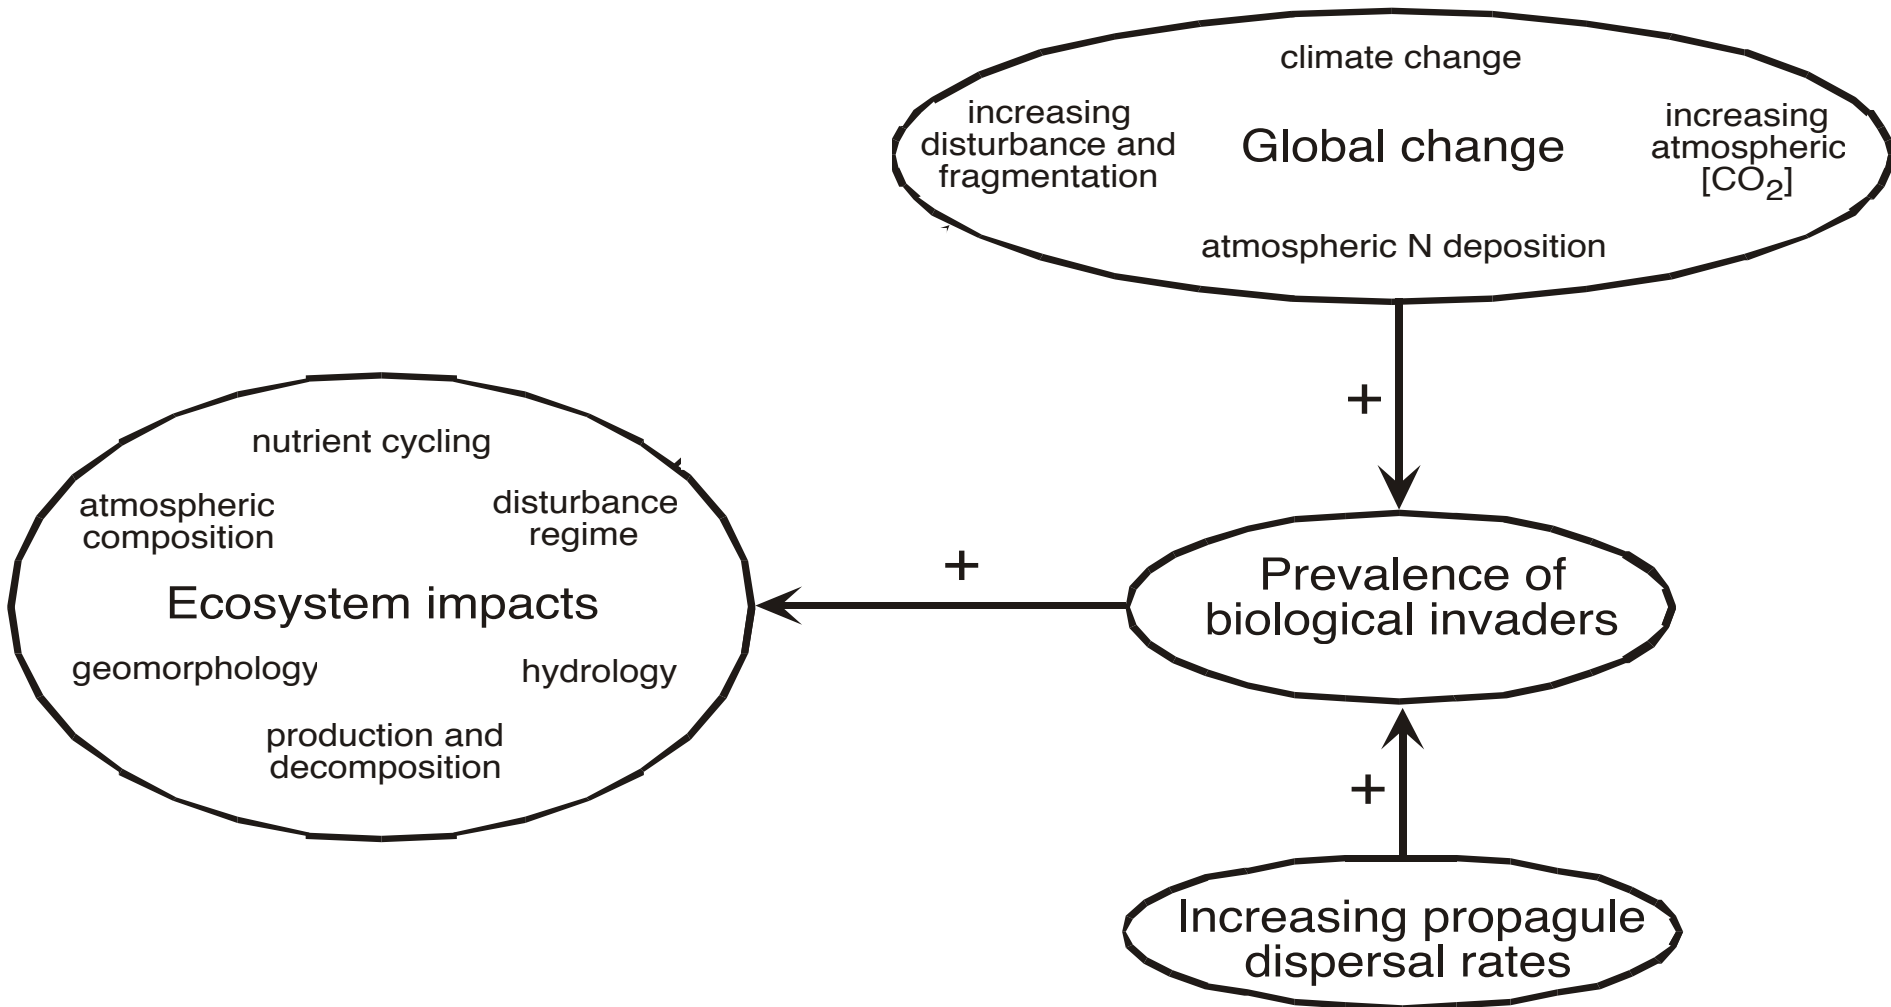 climate change
increasing
disturbance and
fragmentation
Global change
increasing
atmospheric
[CO₂]
atmospheric N deposition
+
nutrient cycling
atmospheric
composition
disturbance
regime
Ecosystem impacts
geomorphology
hydrology
production and
decomposition
+
Prevalence of
biological invaders
+
Increasing propagule
dispersal rates